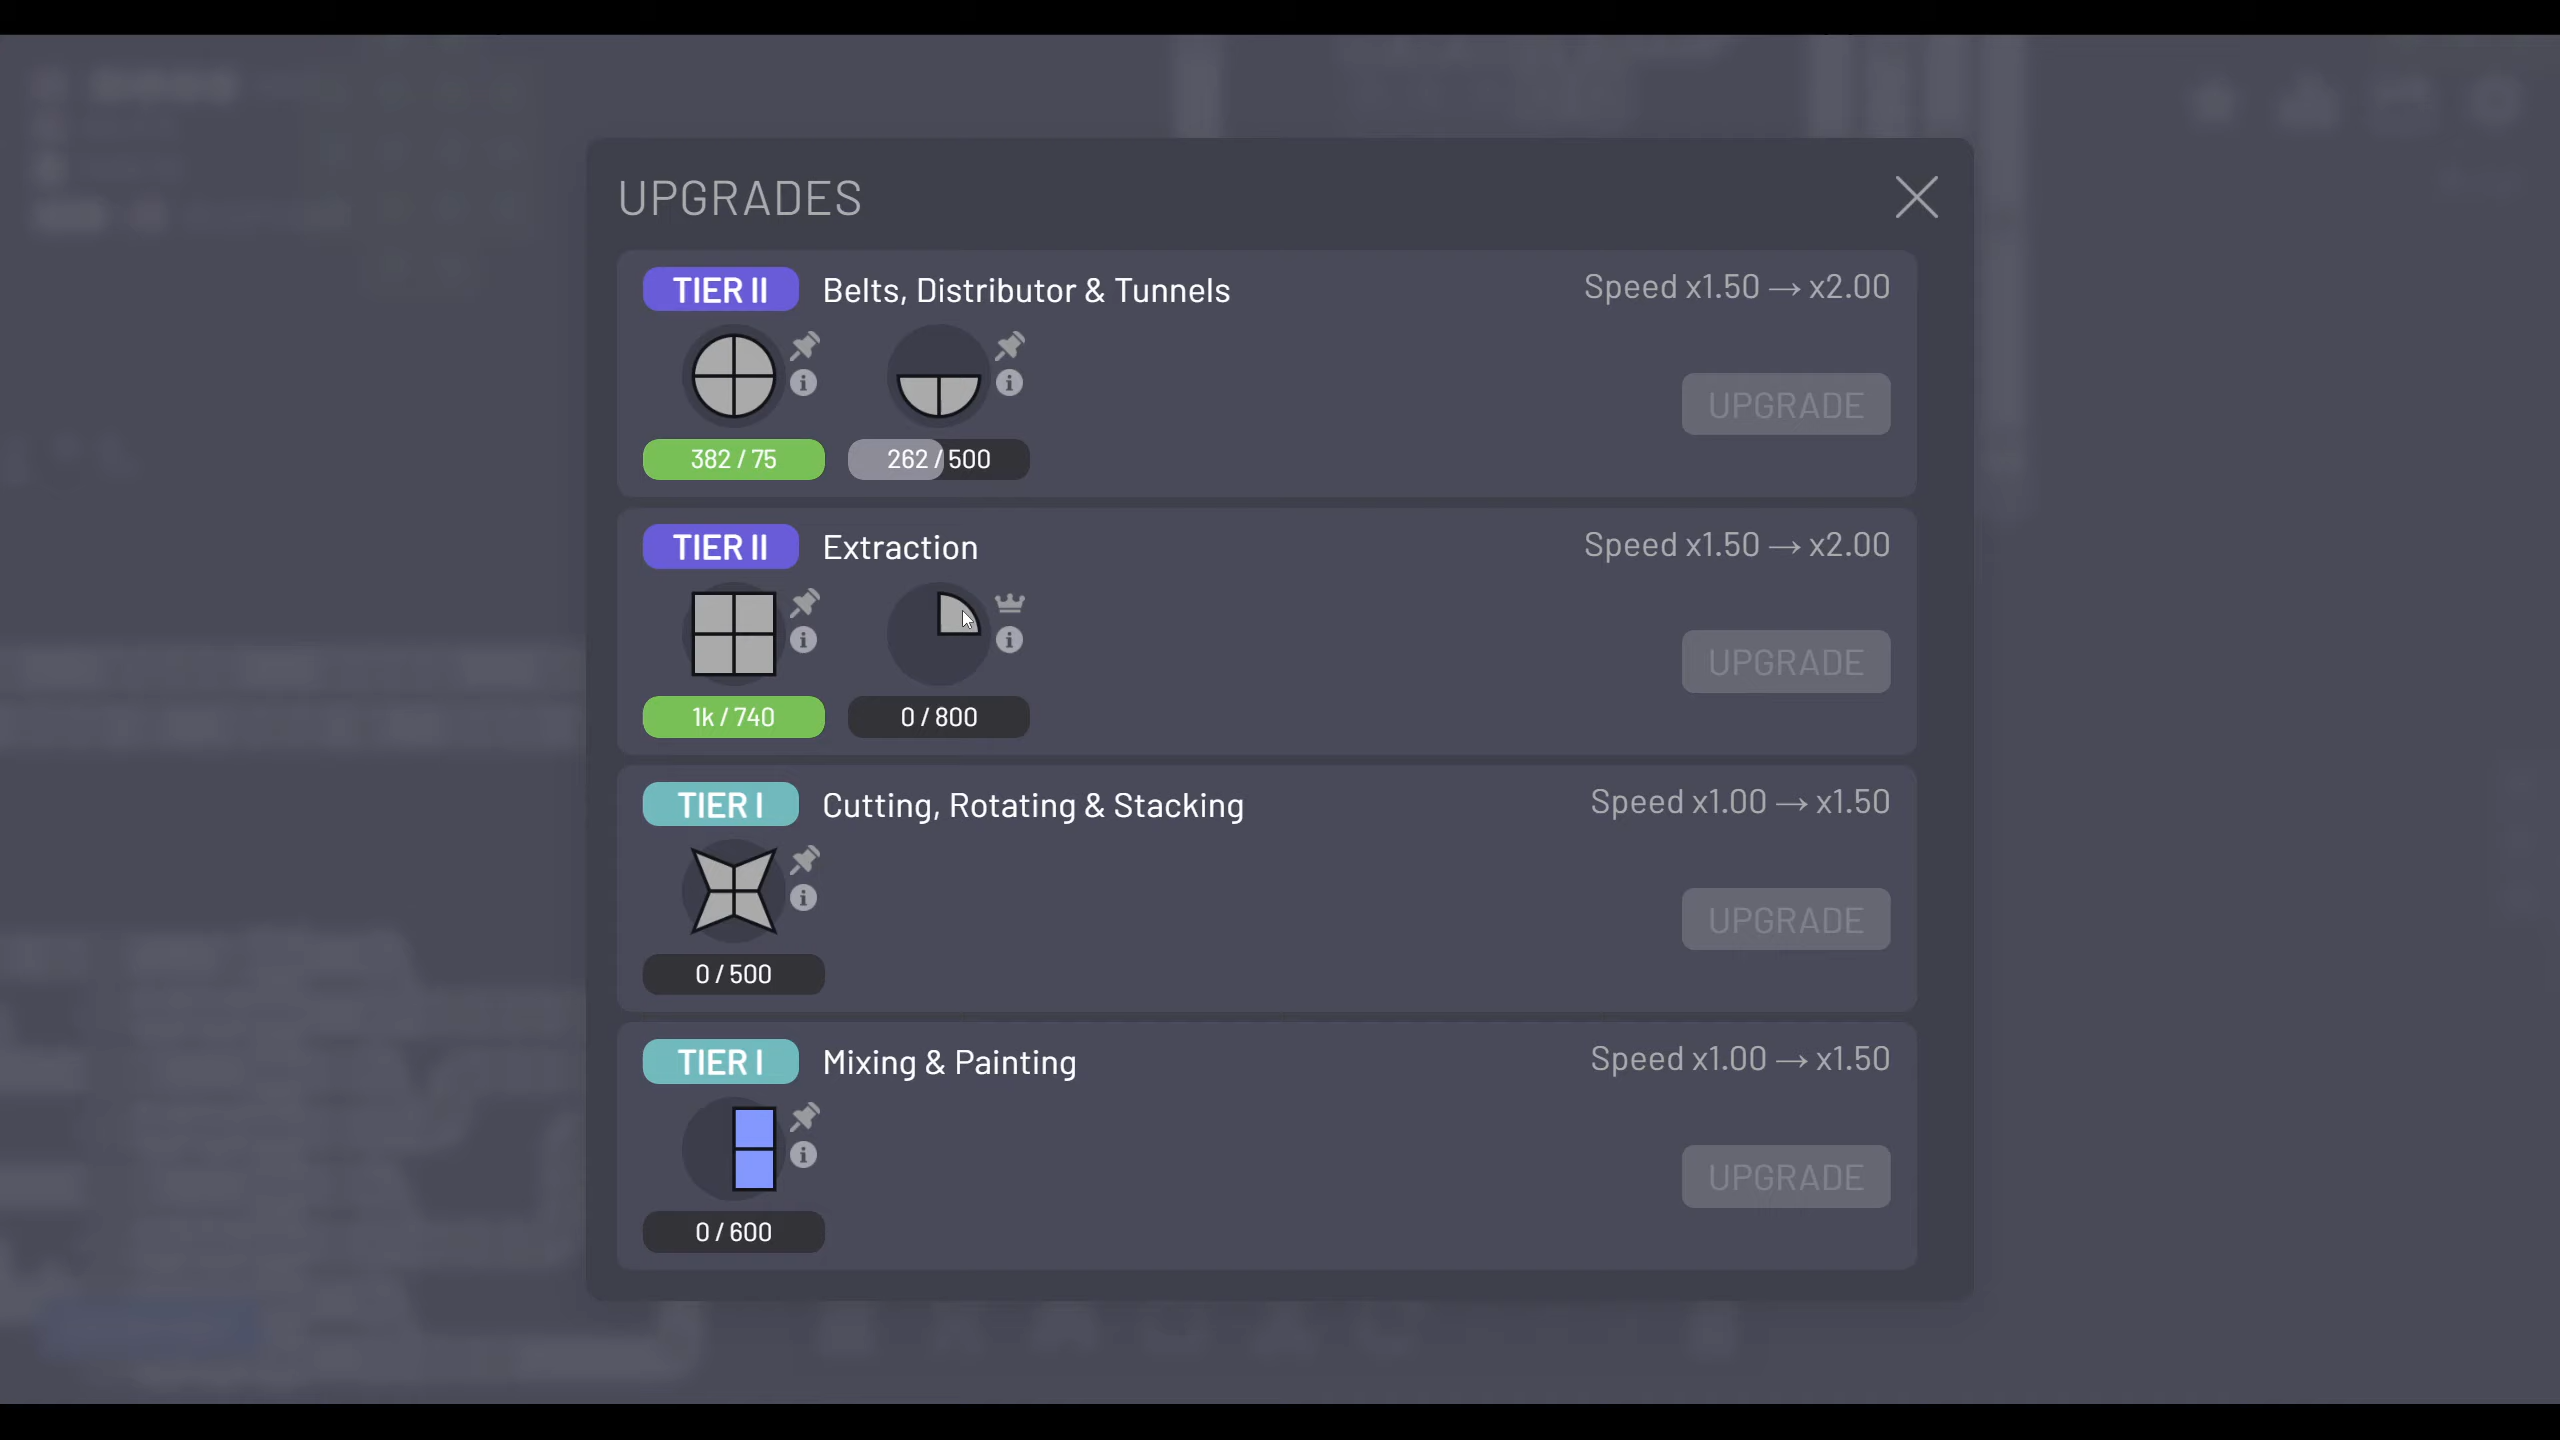 UPGRADES
TIER II Belts, Distributor & Tunnels Speed x1.50 → x2.00
382 / 75 262 / 500 UPGRADE
TIER II Extraction Speed x1.50 → x2.00
1k / 740 0 / 800 UPGRADE
TIER I Cutting, Rotating & Stacking Speed x1.00 → x1.50
0 / 500 UPGRADE
TIER I Mixing & Painting Speed x1.00 → x1.50
0 / 600 UPGRADE